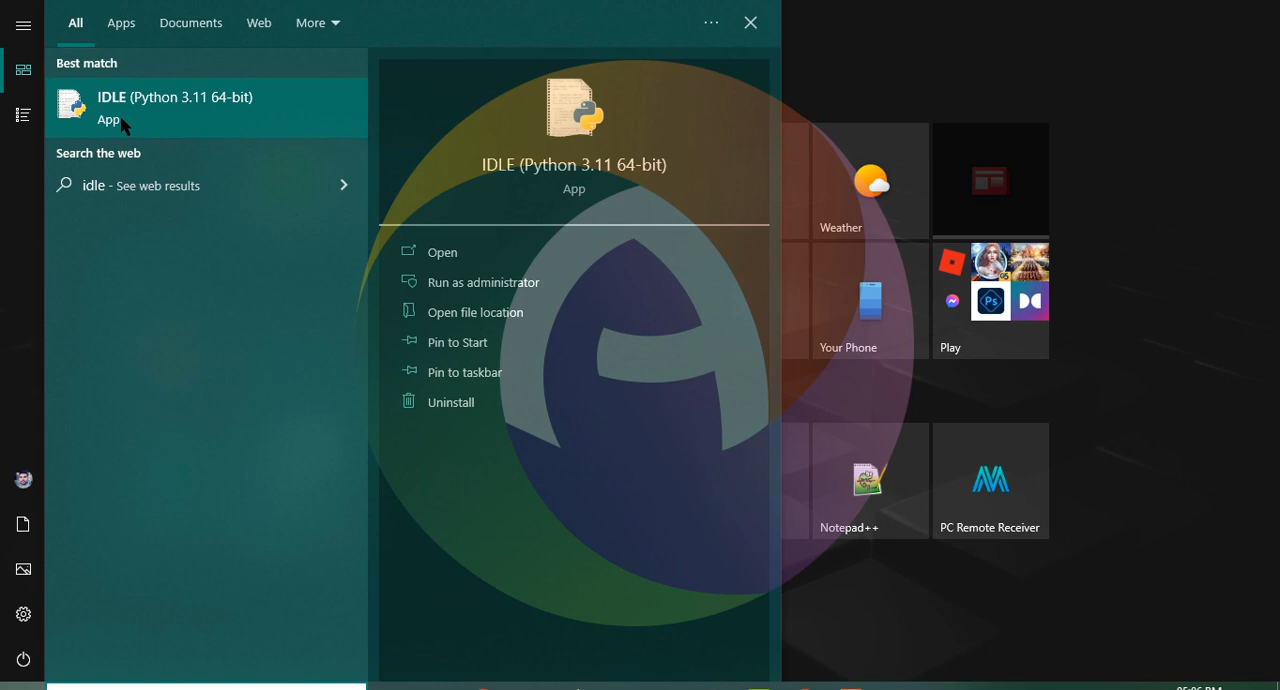 All Apps Documents Web More
Best match
IDLE (Python 3.11 64-bit)
App
Search the web
idle - See web results
IDLE (Python 3.11 64-bit)
App
Open
Run as administrator
Open file location
Pin to Start
Pin to taskbar
Uninstall
Weather
Your Phone
Play
Ps
Notepad++
PC Remote Receiver